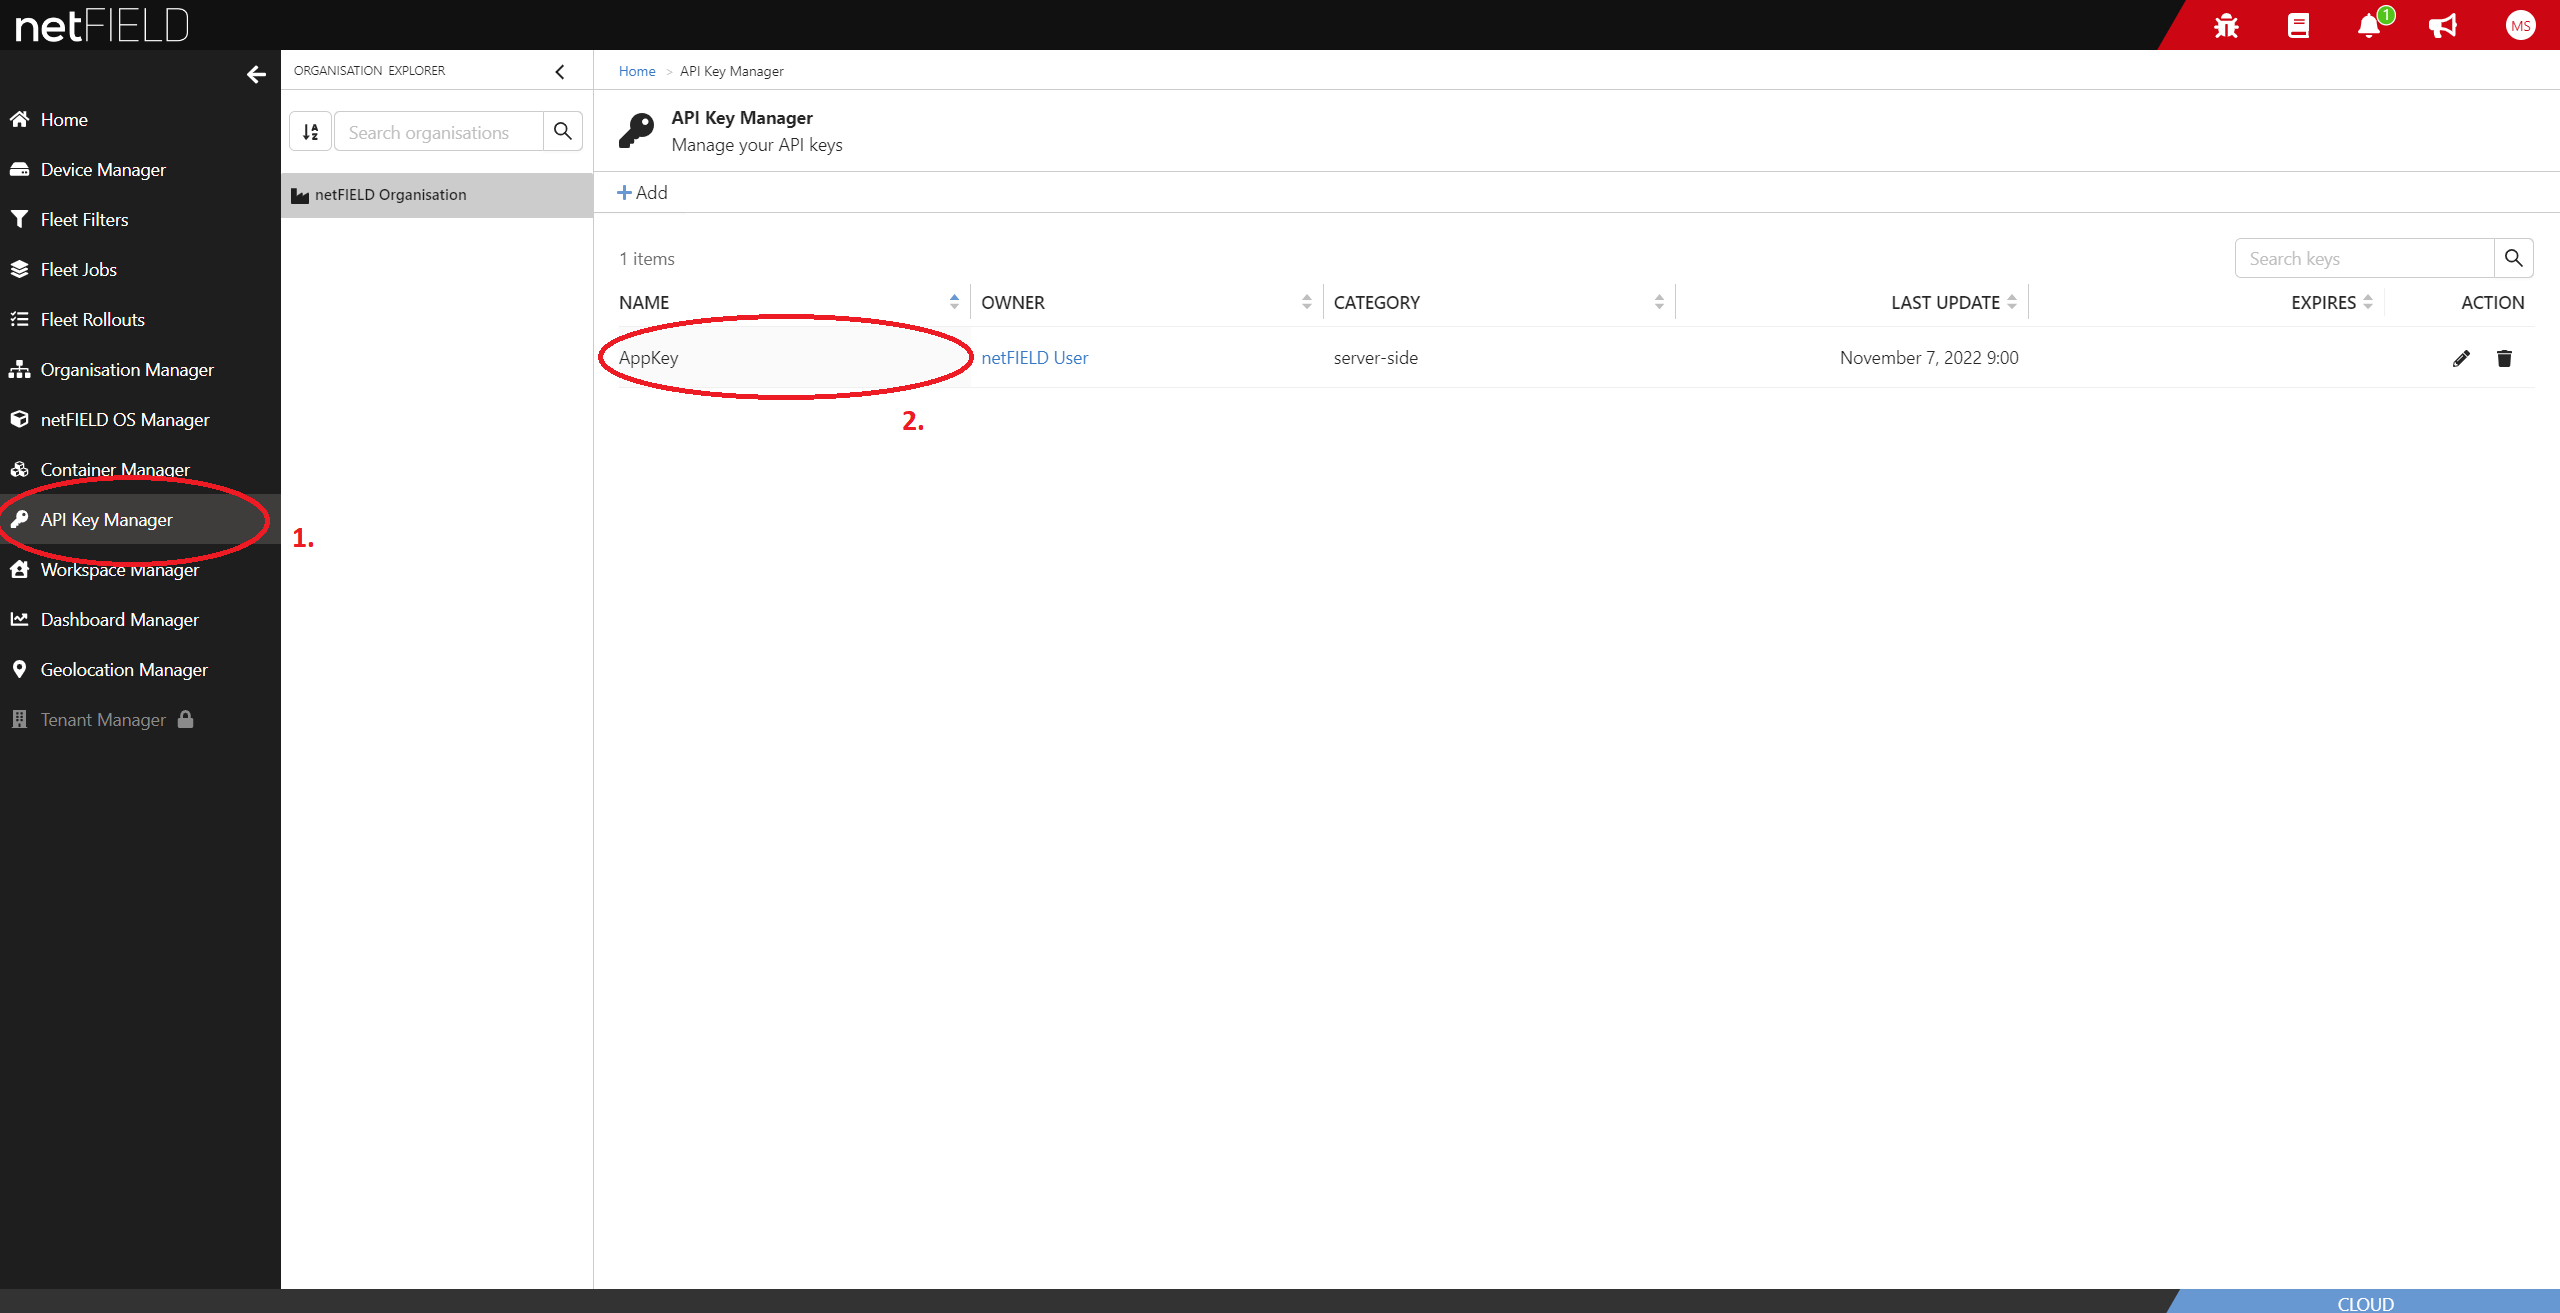 netFIELD
1
MS
Home
Device Manager
Fleet Filters
Fleet Jobs
Fleet Rollouts
Organisation Manager
netFIELD OS Manager
Container Manager
API Key Manager
1.
Workspace Manager
Dashboard Manager
Geolocation Manager
Tenant Manager
ORGANISATION EXPLORER
Search organisations
netFIELD Organisation
Home > API Key Manager
API Key Manager
Manage your API keys
+ Add
1 items
Search keys
NAME OWNER CATEGORY LAST UPDATE EXPIRES ACTION
AppKey netFIELD User server-side November 7, 2022 9:00
2.
CLOUD